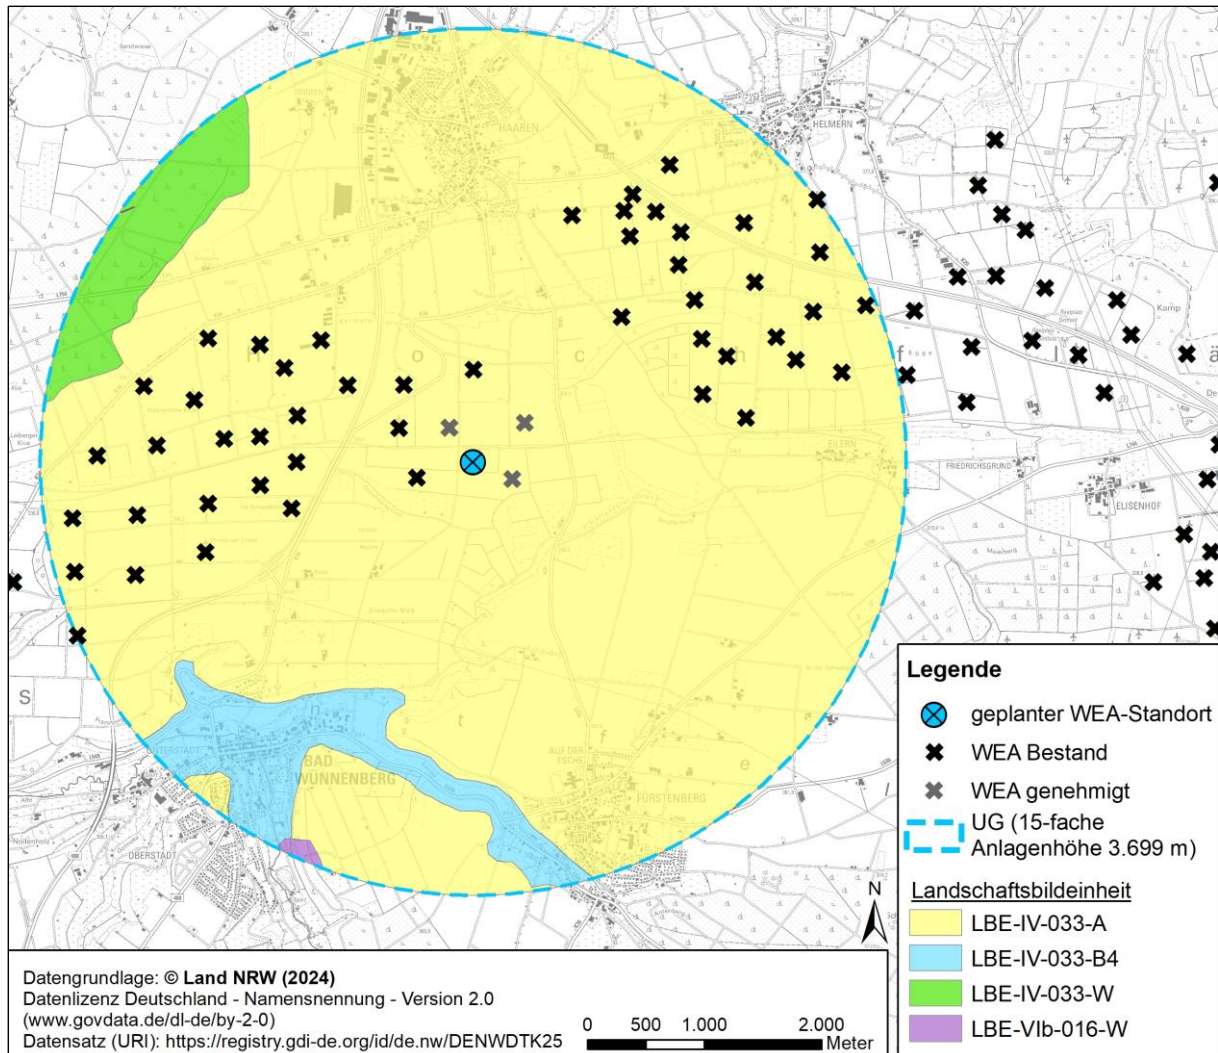 HAAREN
HELMERN
H o c h f l ä
Kamp
EILERN
FRIEDRICHSGRUND
ELISENHOF
S
n
t
f
e
l
UNTERSTADT
BAD
WÜNNENBERG
AUF DER
ESCHE
FÜRSTENBERG
OBERSTADT
N
Legende
geplanter WEA-Standort
WEA Bestand
WEA genehmigt
UG (15-fache
Anlagenhöhe 3.699 m)
Landschaftsbildeinheit
LBE-IV-033-A
LBE-IV-033-B4
LBE-IV-033-W
LBE-VIb-016-W
Datengrundlage: © Land NRW (2024)
Datenlizenz Deutschland - Namensnennung - Version 2.0
(www.govdata.de/dl-de/by-2-0)
Datensatz (URI): https://registry.gdi-de.org/id/de.nw/DENWDTK25
0 500 1.000 2.000
Meter